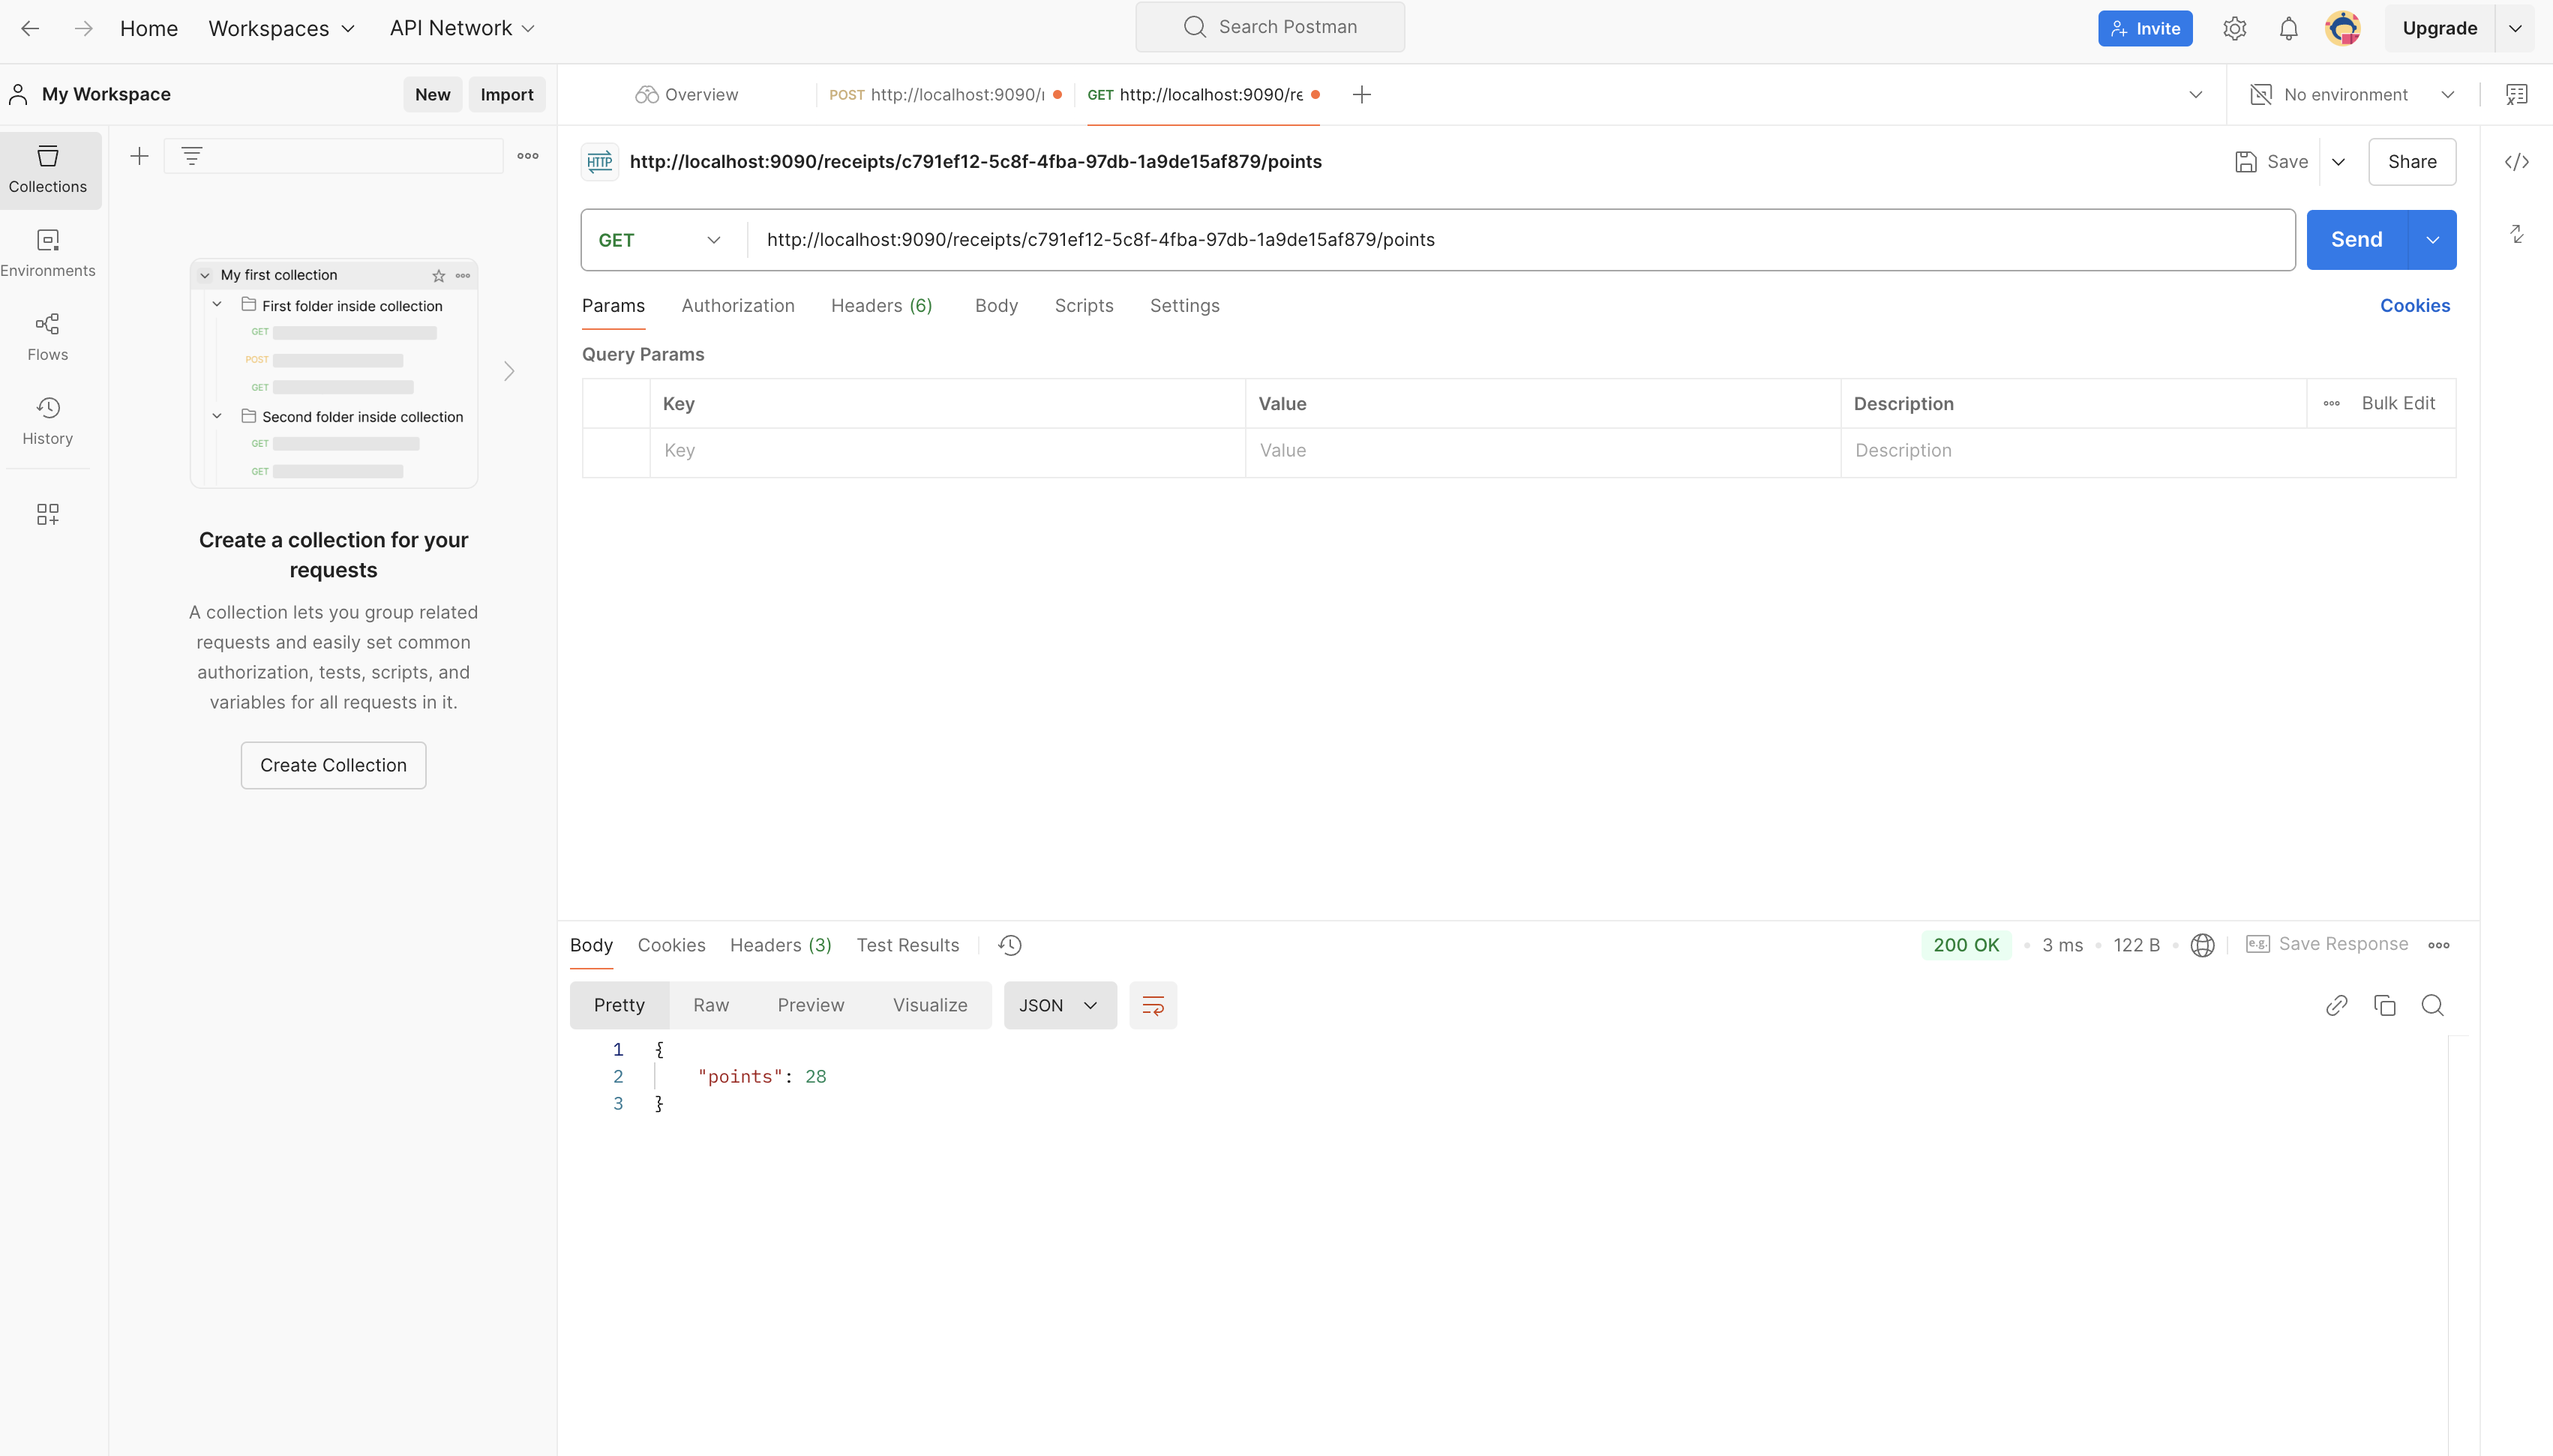 Home Workspaces API Network Search Postman Invite Upgrade
My Workspace New Import Overview POST http://localhost:9090/r GET http://localhost:9090/re No environment
Collections
Environments
Flows
History
My first collection
First folder inside collection
GET
POST
GET
Second folder inside collection
GET
GET
Create a collection for your
requests
A collection lets you group related
requests and easily set common
authorization, tests, scripts, and
variables for all requests in it.
Create Collection
HTTP http://localhost:9090/receipts/c791ef12-5c8f-4fba-97db-1a9de15af879/points Save Share
GET http://localhost:9090/receipts/c791ef12-5c8f-4fba-97db-1a9de15af879/points Send
Params Authorization Headers (6) Body Scripts Settings Cookies
Query Params
Key Value Description Bulk Edit
Key Value Description
Body Cookies Headers (3) Test Results 200 OK 3 ms 122 B e.g. Save Response
Pretty Raw Preview Visualize JSON
1 {
2 "points": 28
3 }